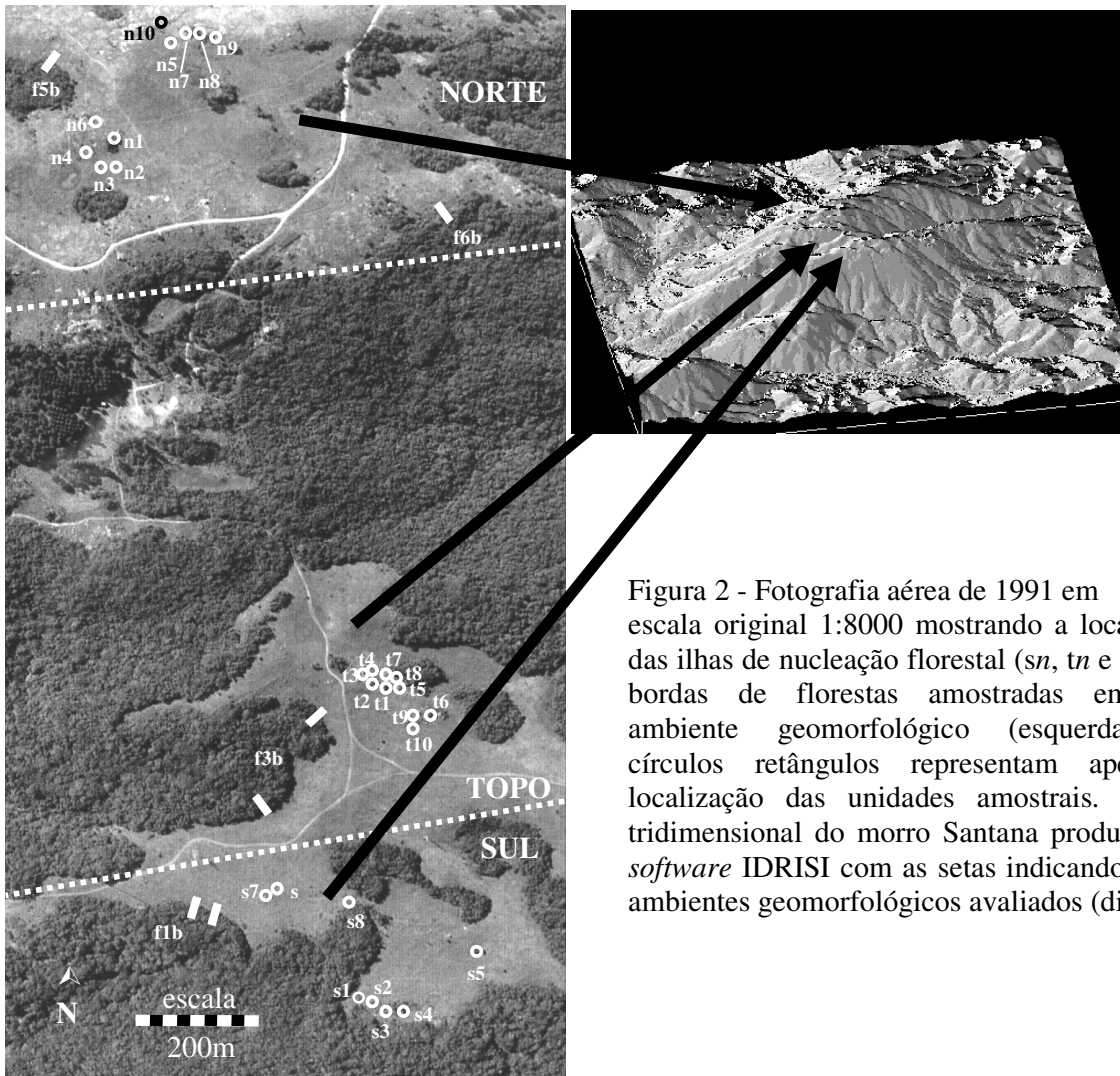 n10
n9
n5
n8
n7
f5b
NORTE
n6
n1
n4
n2
n3
f6b
t4
t7
t3
t8
t2
t5
t1
t6
t9
t10
f3b
TOPO
SUL
s7
s
s8
f1b
s5
s1
s2
s3
s4
N
escala
200m
Figura 2 - Fotografia aérea de 1991 em
escala original 1:8000 mostrando a loca
das ilhas de nucleação florestal (sn, tn e
bordas de florestas amostradas em
ambiente geomorfológico (esquerda
círculos retângulos representam ap
localização das unidades amostrais.
tridimensional do morro Santana produ
software IDRISI com as setas indicando
ambientes geomorfológicos avaliados (di